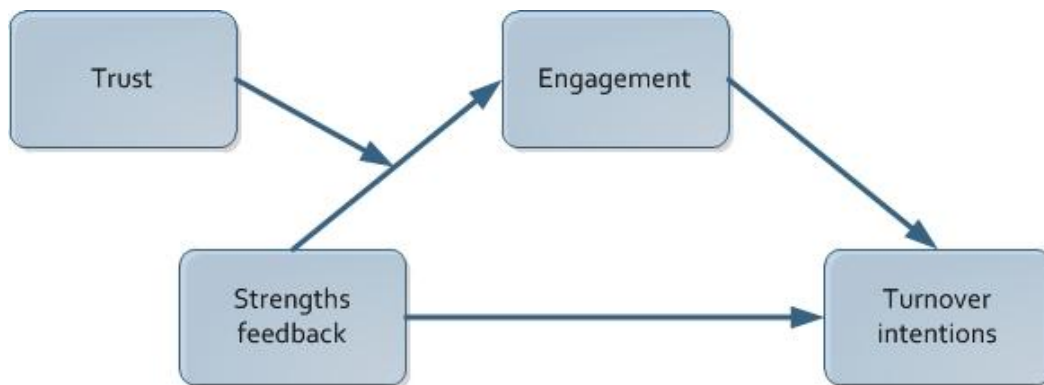 Trust
Engagement
Strengths
feedback
Turnover
intentions